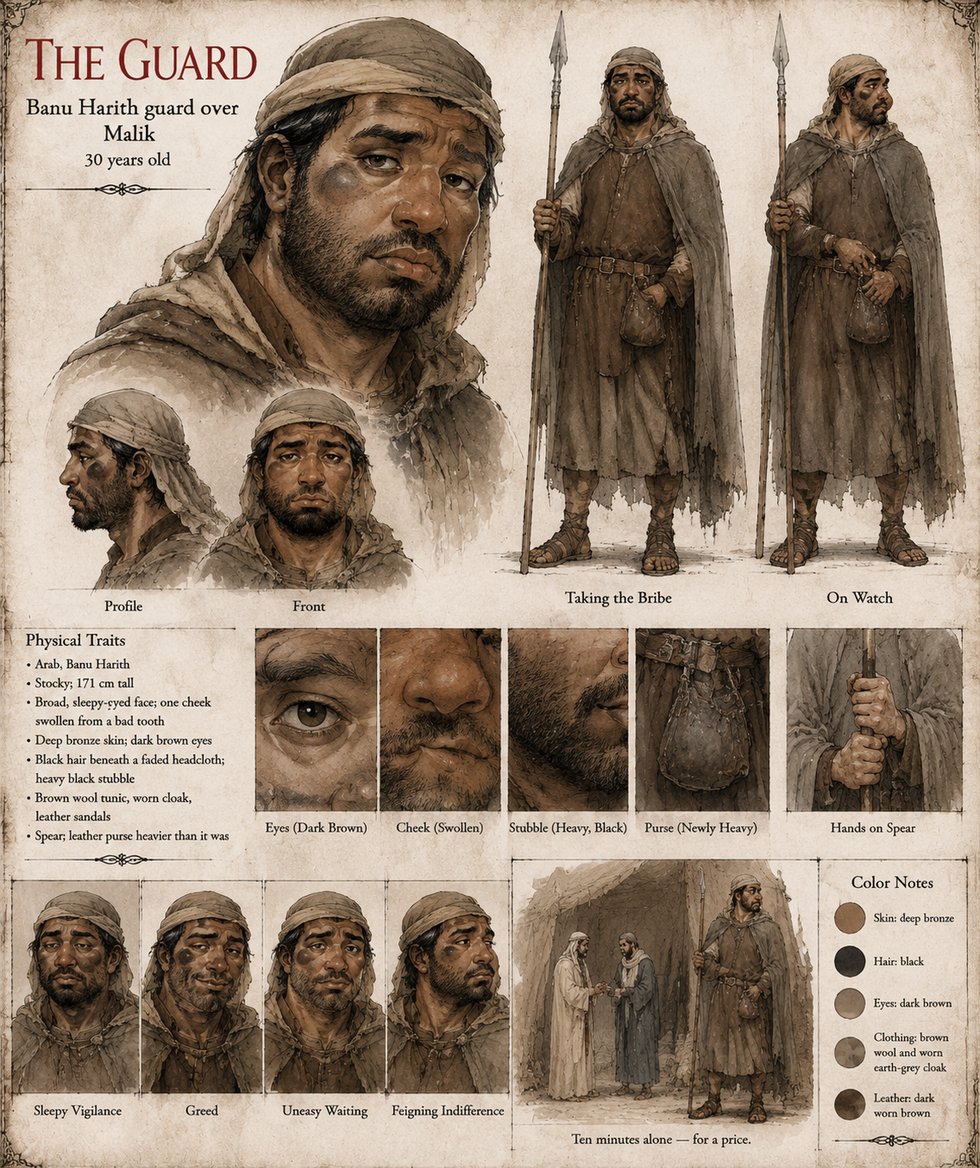 THE GUARD
Banu Harith guard over
Malik
30 years old
Profile
Front
Taking the Bribe
On Watch
Physical Traits
• Arab, Banu Harith
• Stocky; 171 cm tall
• Broad, sleepy-eyed face; one cheek
swollen from a bad tooth
• Deep bronze skin; dark brown eyes
• Black hair beneath a faded headcloth;
heavy black stubble
• Brown wool tunic, worn cloak,
leather sandals
• Spear; leather purse heavier than it was
Eyes (Dark Brown)
Cheek (Swollen)
Stubble (Heavy, Black)
Purse (Newly Heavy)
Hands on Spear
Sleepy Vigilance
Greed
Uneasy Waiting
Feigning Indifference
Ten minutes alone — for a price.
Color Notes
Skin: deep bronze
Hair: black
Eyes: dark brown
Clothing: brown
wool and worn
earth-grey cloak
Leather: dark
worn brown